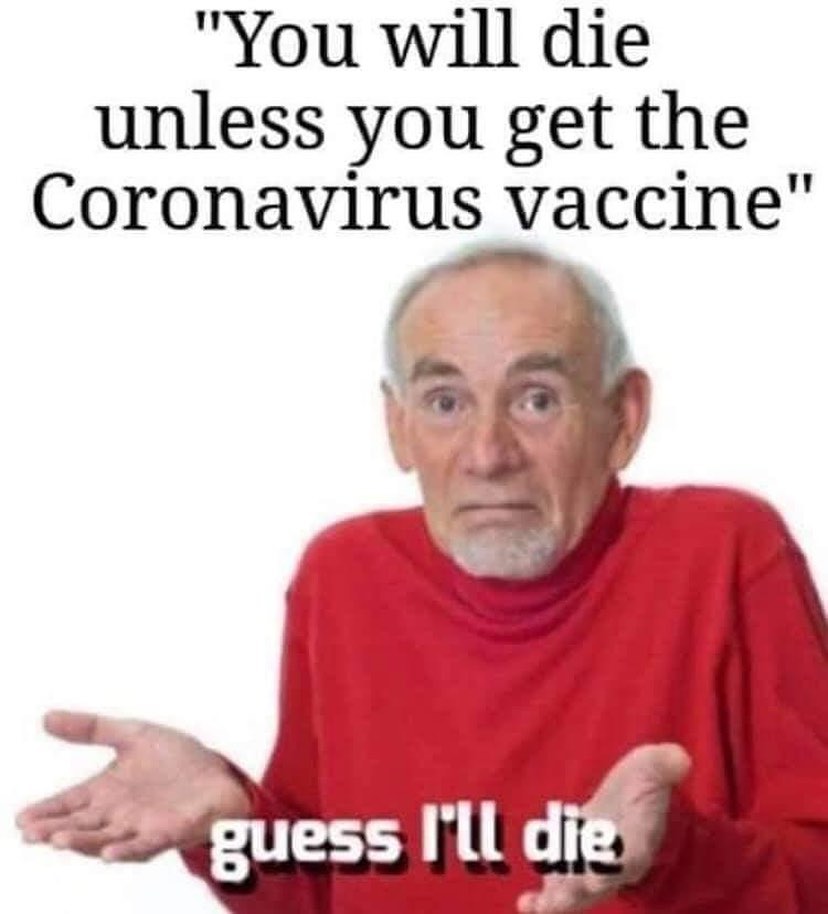 "You will die
unless you get the
Coronavirus vaccine"
guess I'll die